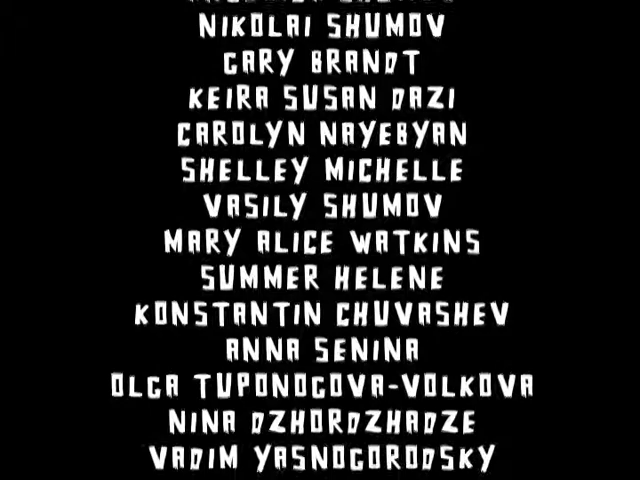 NIKOLAI SHUMOV
GARY BRANDT
KEIRA SUSAN DAZI
CAROLYN NAYEBYAN
SHELLEY MICHELLE
VASILY SHUMOV
MARY ALICE WATKINS
SUMMER HELENE
KONSTANTIN CHUVASHEV
ANNA SENINA
OLGA TUPONOGOVA-VOLKOVA
NINA DZHORDZHADZE
VADIM YASNOGORODSKY